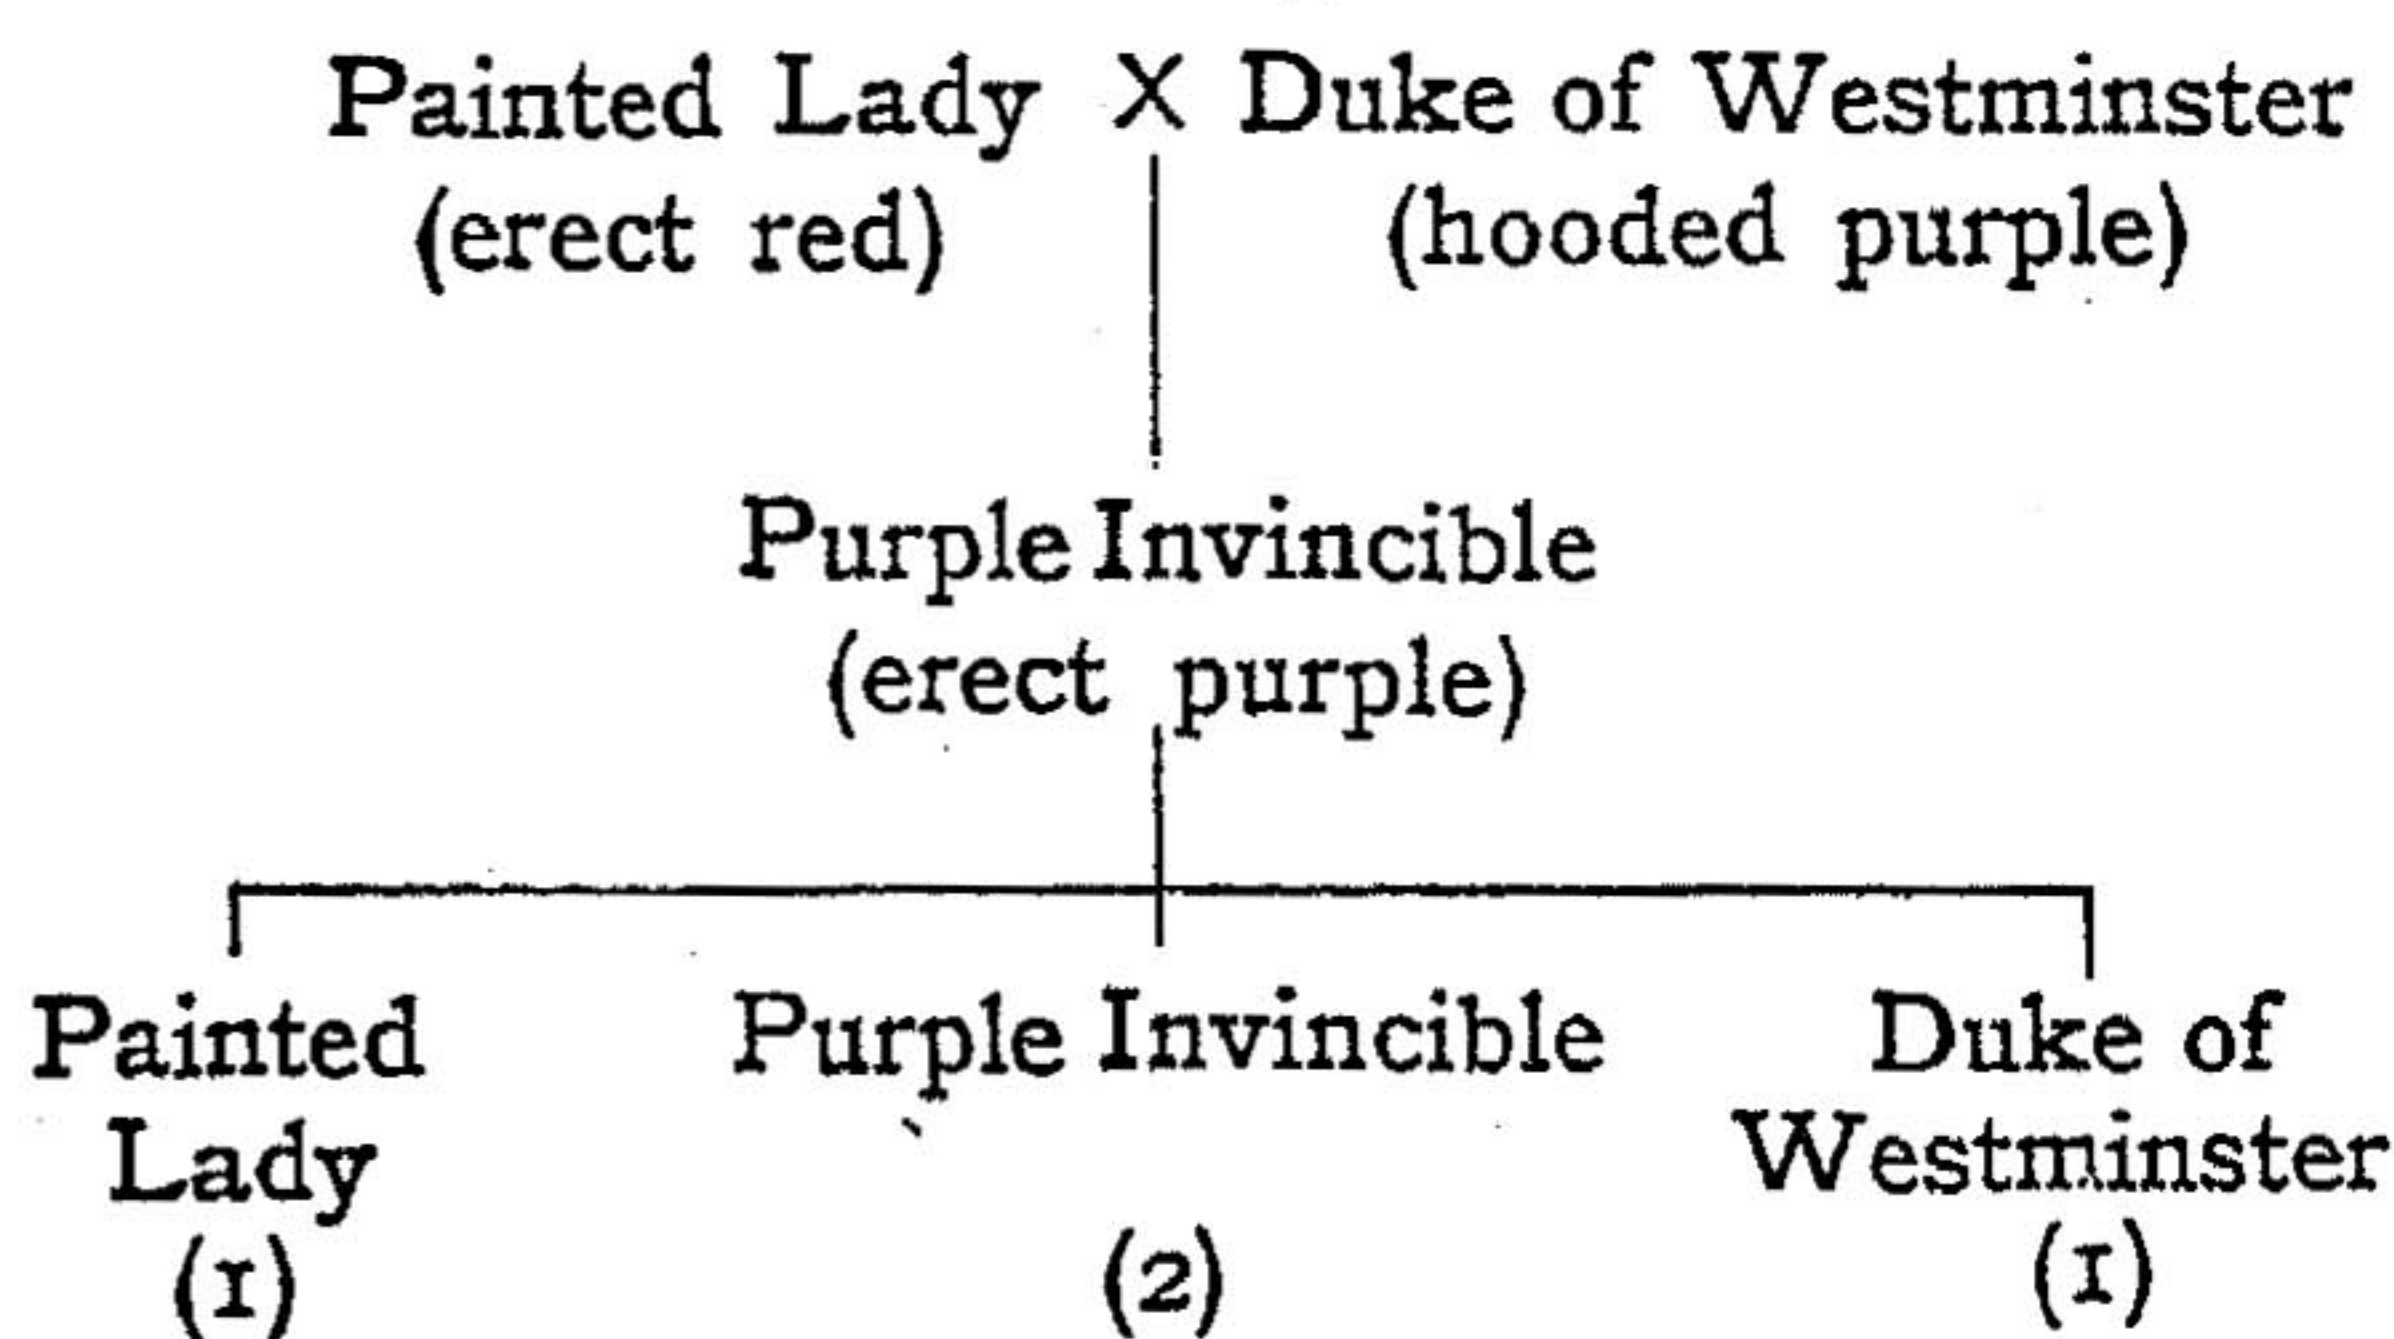 Painted Lady X Duke of Westminster
(erect red) (hooded purple)
Purple Invincible
(erect purple)
Painted Purple Invincible Duke of
Lady Westminster
(1) (2) (1)